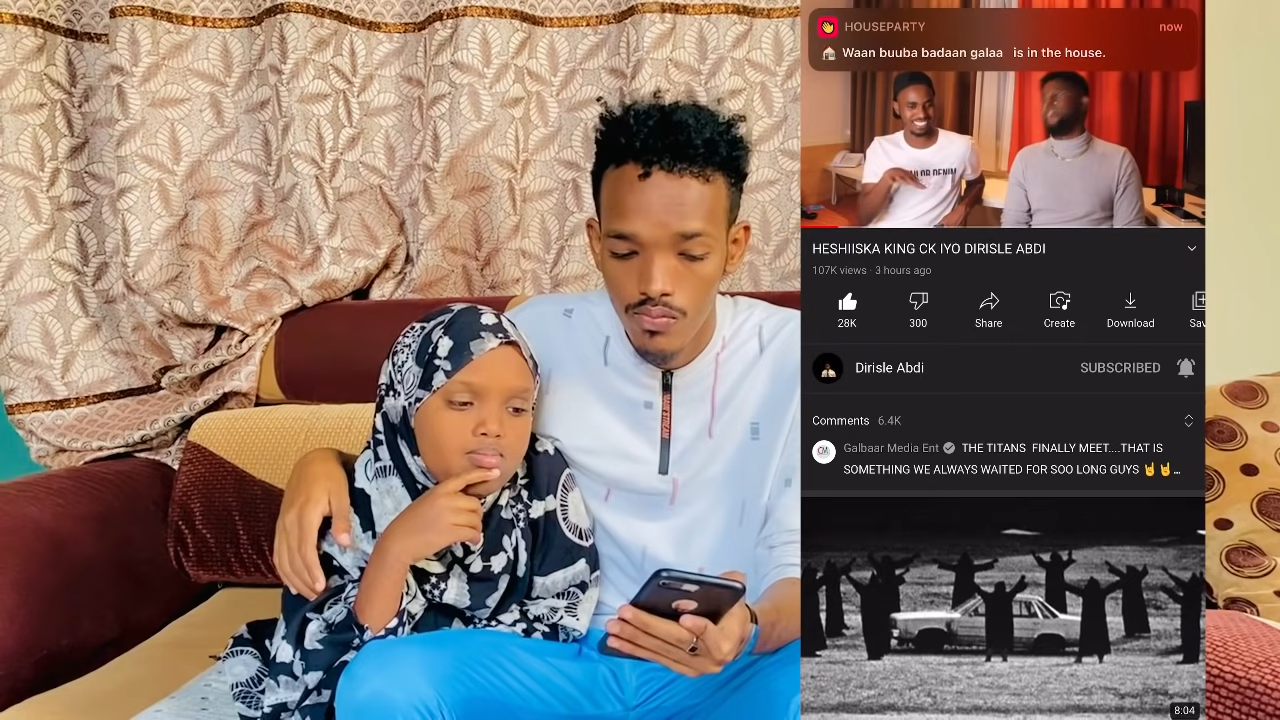 HOUSEPARTY
now
Waan buuba badaan galaa is in the house.
HESHIISKA KING CK IYO DIRISLE ABDI
107K views · 3 hours ago
28K
300
Share
Create
Download
Sav
Dirisle Abdi
SUBSCRIBED
Comments 6.4K
Galbaar Media Ent THE TITANS FINALLY MEET....THAT IS
SOMETHING WE ALWAYS WAITED FOR SOO LONG GUYS 🤘🤘...
8:04